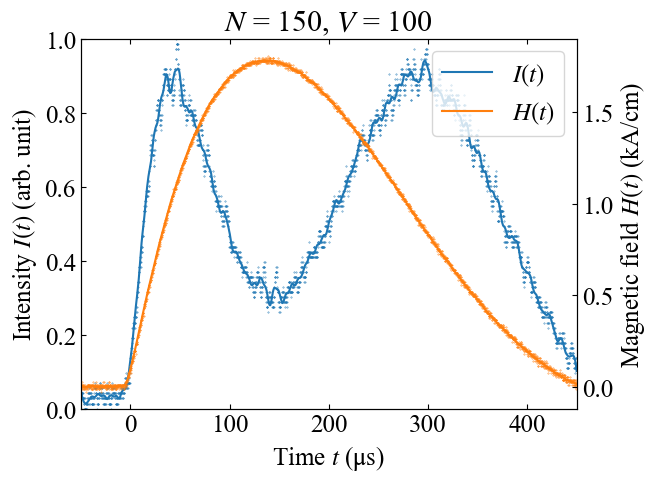 N = 150, V = 100
1.0
0.8
0.6
0.4
0.2
0.0
Intensity I(t) (arb. unit)
I(t)
H(t)
1.5
1.0
0.5
0.0
Magnetic field H(t) (kA/cm)
0
100
200
300
400
Time t (μs)